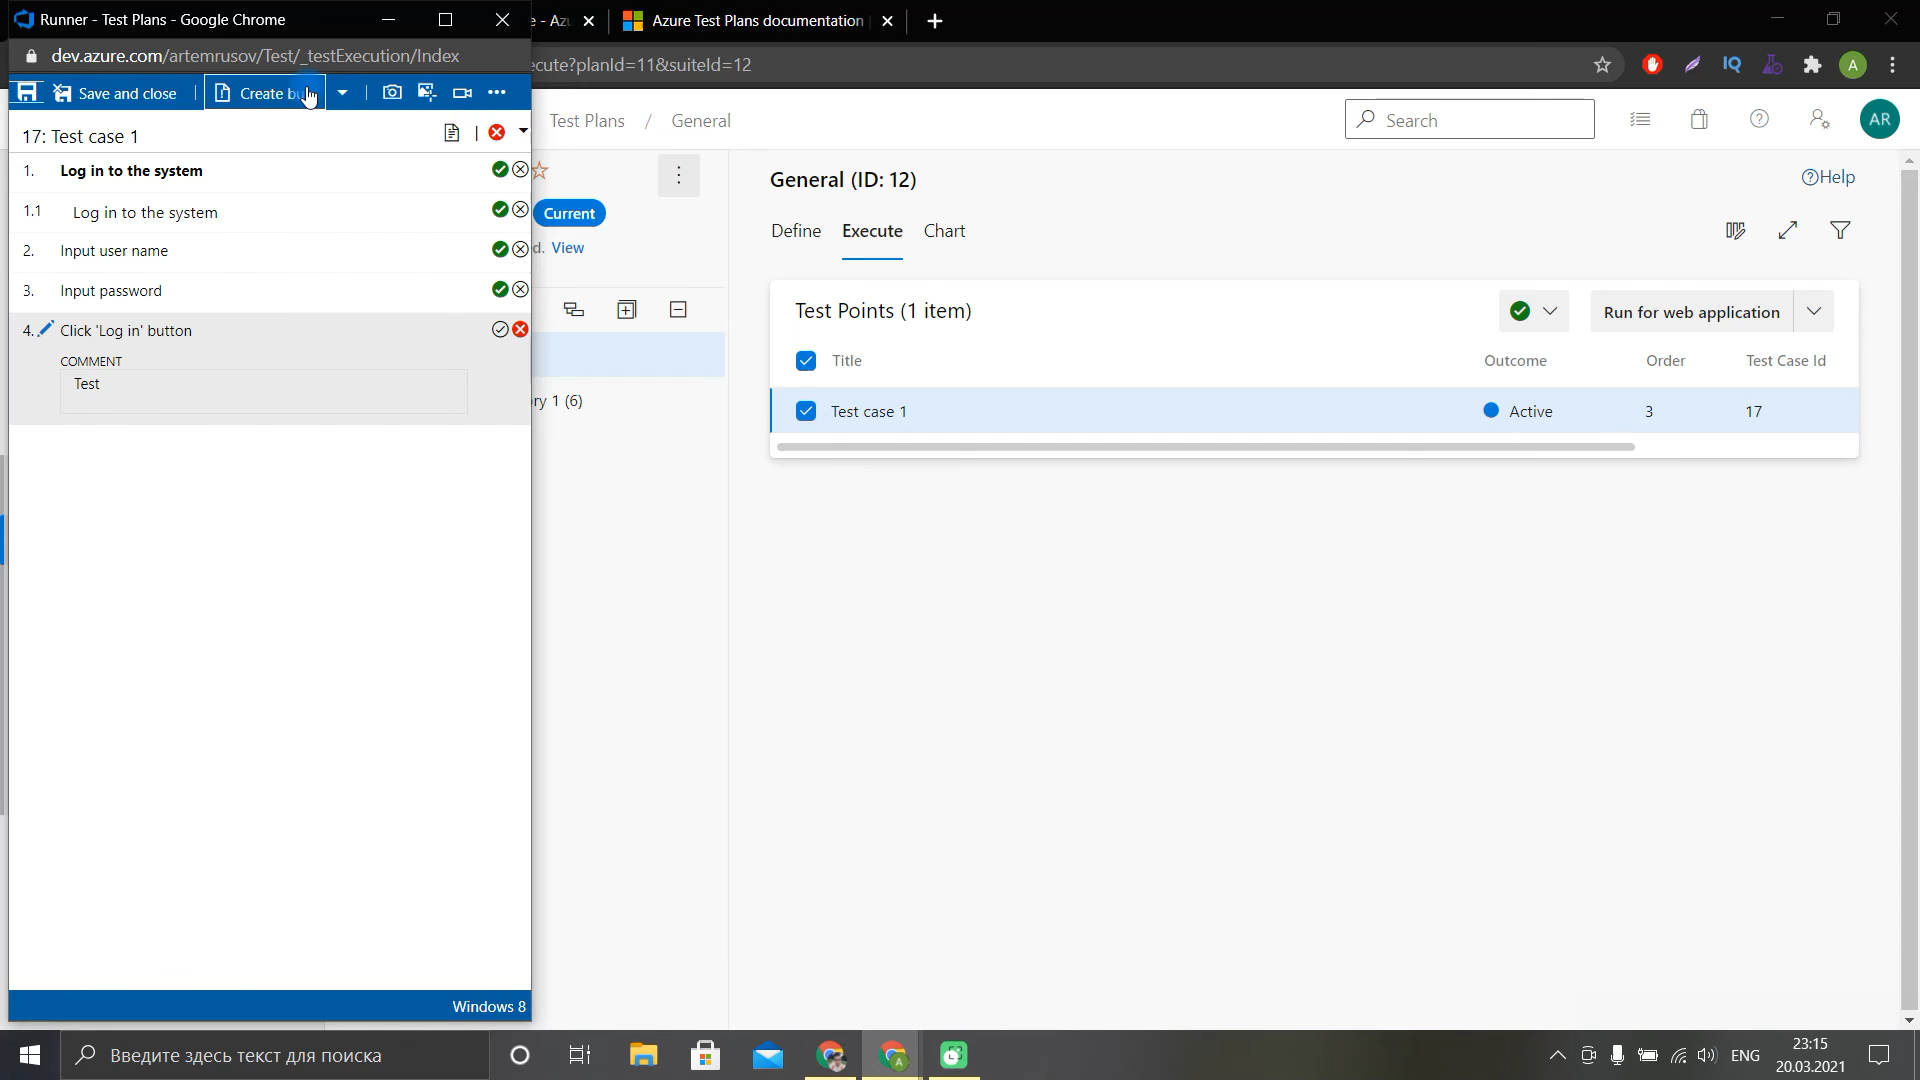 Runner - Test Plans - Google Chrome
dev.azure.com/artemrusov/Test/_testExecution/Index
Save and close
Create
17: Test case 1
1. Log in to the system
1.1 Log in to the system
2. Input user name
3. Input password
4. Click 'Log in' button
COMMENT
Test
Windows 8
e - Az
Azure Test Plans documentation
ecute?planId=11&suiteId=12
IQ
A
Test Plans / General
Search
AR
Current
d. View
ory 1 (6)
General (ID: 12)
Help
Define Execute Chart
Test Points (1 item)
Run for web application
Title Outcome Order Test Case Id
Test case 1 Active 3 17
Введите здесь текст для поиска
ENG
23:15
20.03.2021